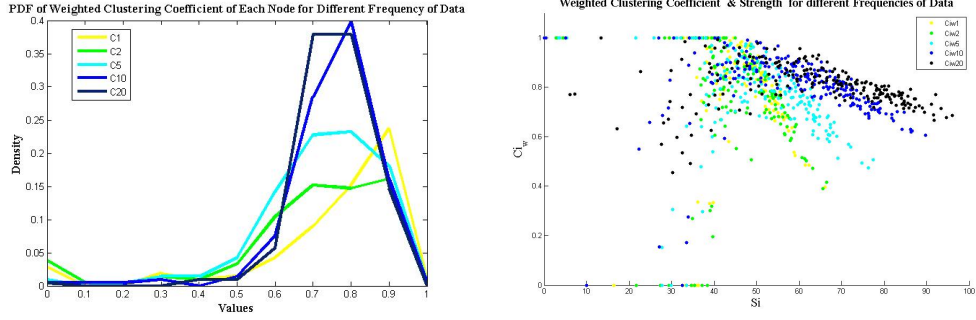 PDF of Weighted Clustering Coefficient of Each Node for Different Frequency of Data
0.4
0.35
0.3
0.25
0.2
0.15
0.1
0.05
0
Density
C1
C2
C5
C10
C20
0 0.1 0.2 0.3 0.4 0.5 0.6 0.7 0.8 0.9 1
Values
Weighted Clustering Coefficient & Strength for different Frequencies of Data
1
0.8
0.6
0.4
0.2
0
Ci_w
Ciw1
Ciw2
Ciw5
Ciw10
Ciw20
0 10 20 30 40 50 60 70 80 90 100
Si